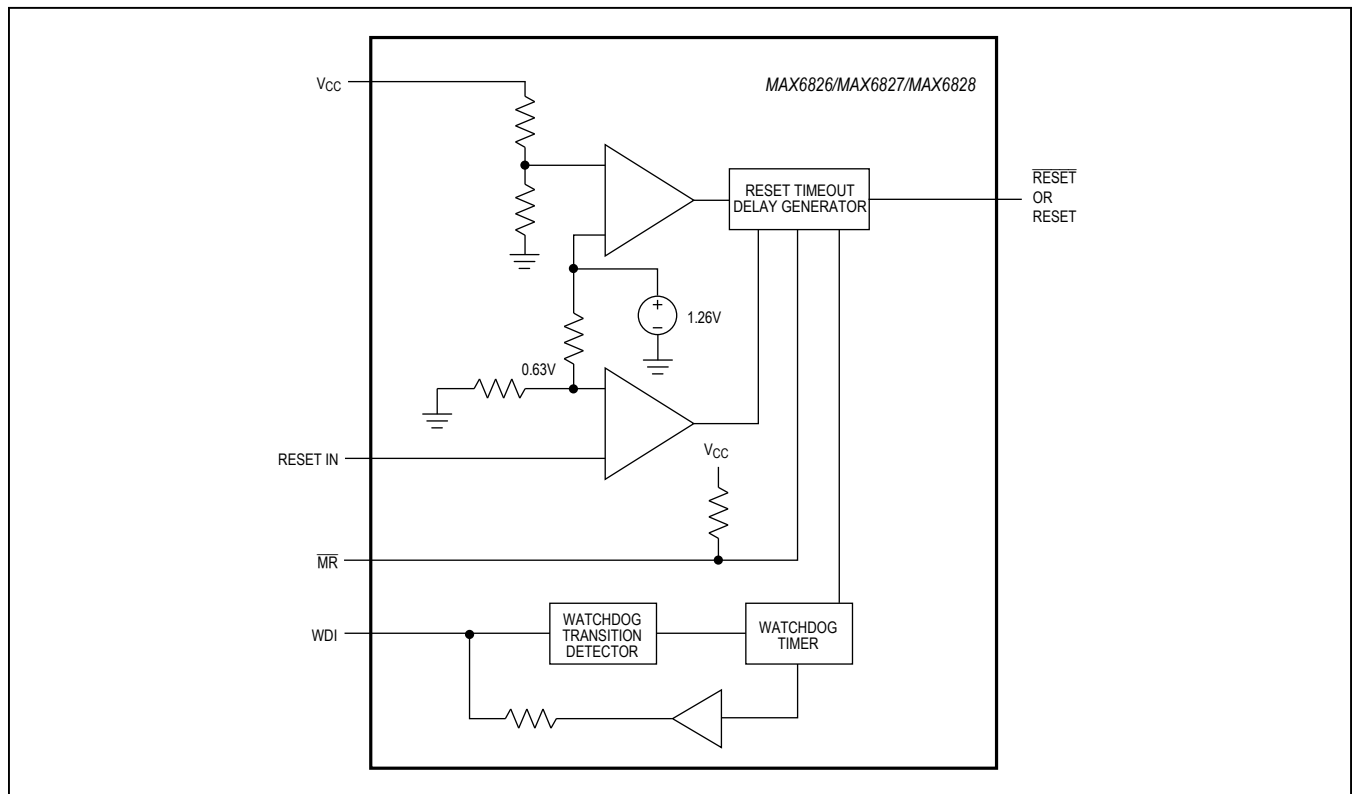 MAX6826/MAX6827/MAX6828
VCC
RESET TIMEOUT
DELAY GENERATOR
RESET
OR
RESET
+
−
1.26V
0.63V
RESET IN
VCC
MR
WDI
WATCHDOG
TRANSITION
DETECTOR
WATCHDOG
TIMER